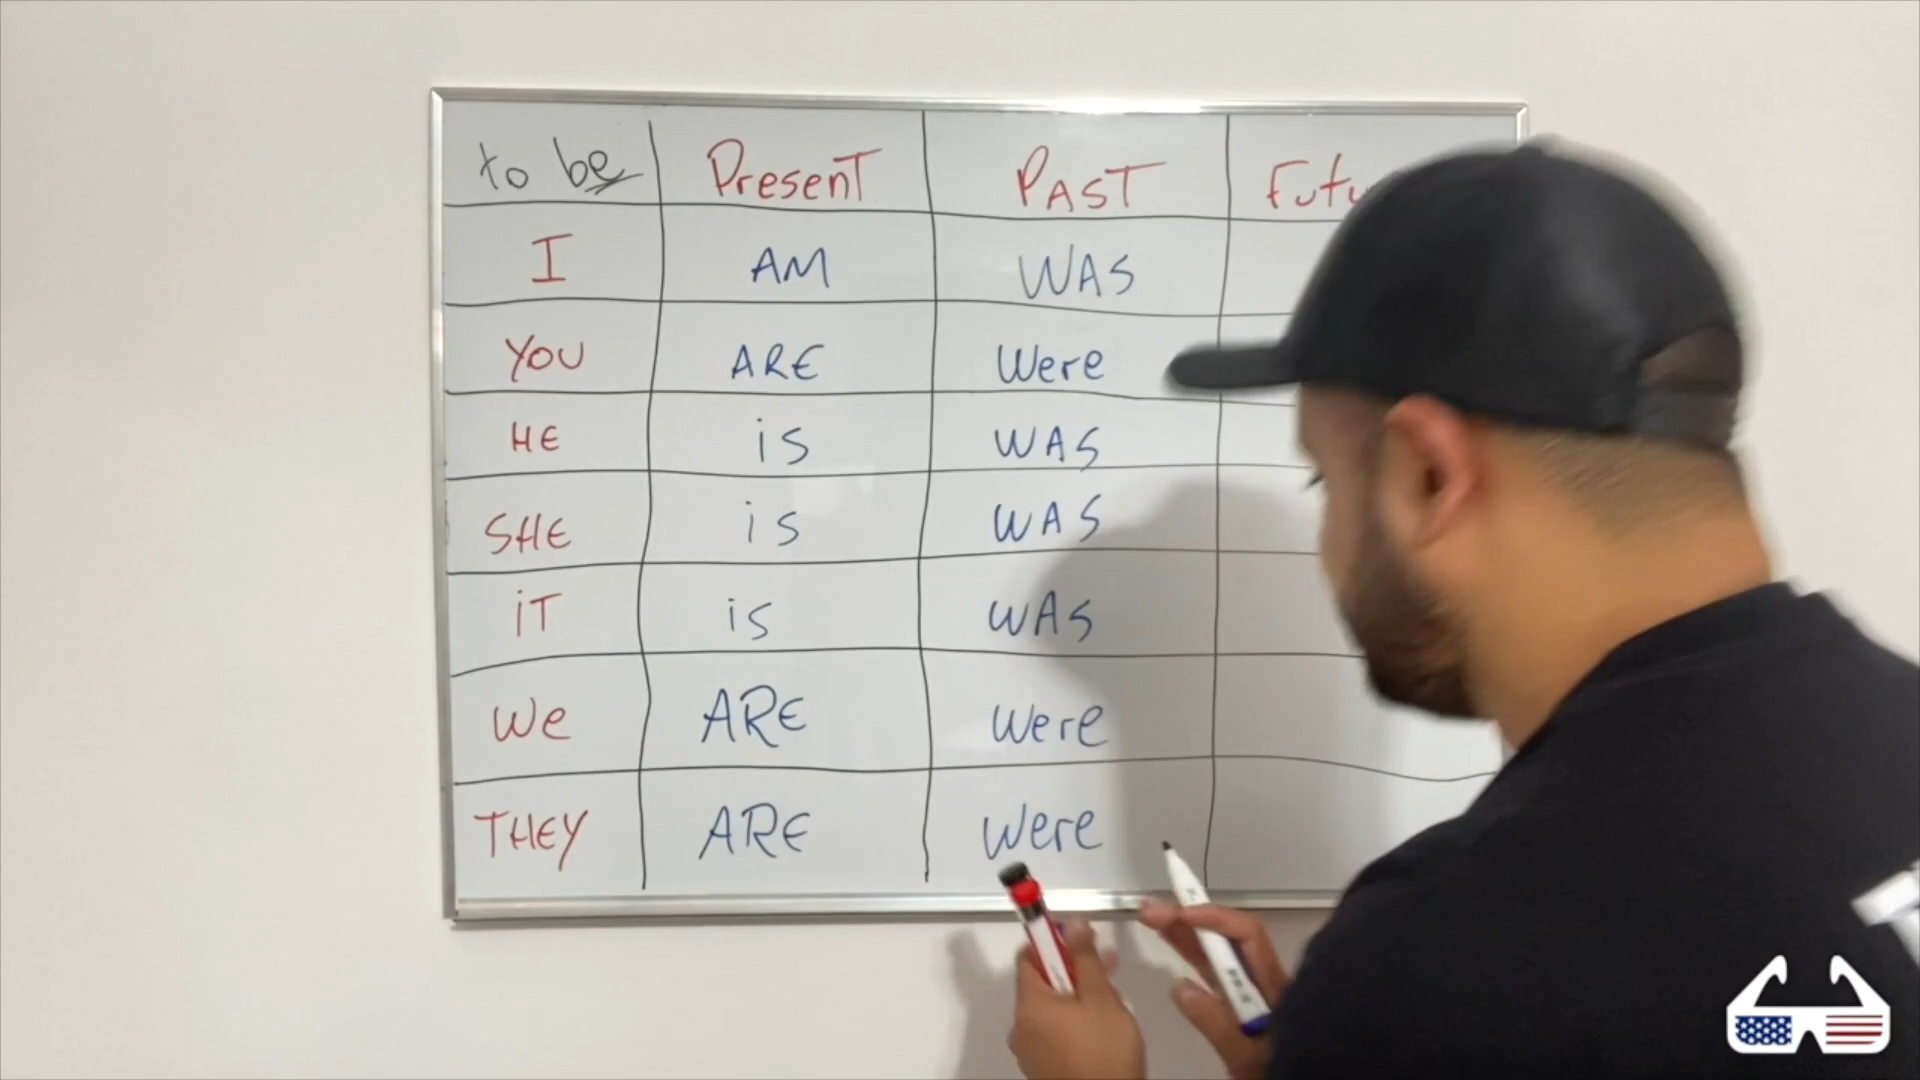 to be Present PAST Futu
I AM WAS
YOU ARE Were
HE is WAS
SHE is WAS
iT is WAS
We ARE Were
THEY ARE Were